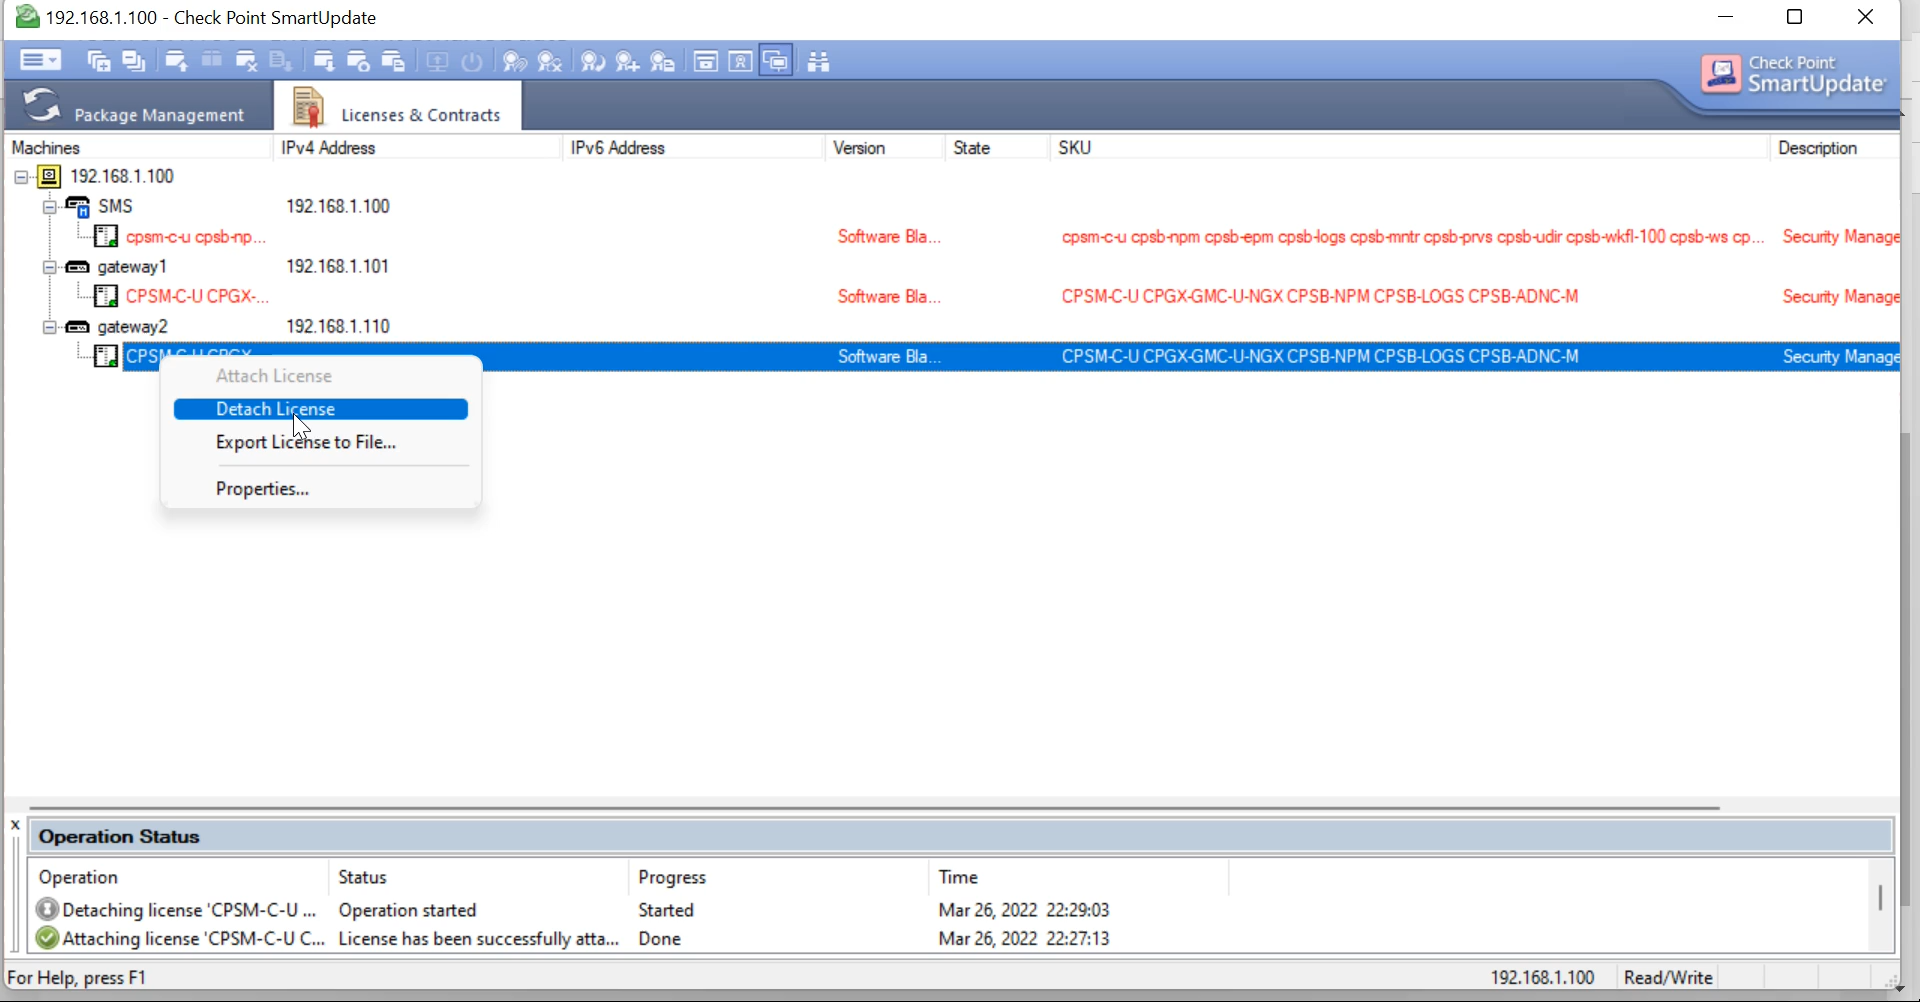 192.168.1.100 - Check Point SmartUpdate
Check Point
SmartUpdate
Package Management
Licenses & Contracts
Machines IPv4 Address IPv6 Address Version State SKU Description
192.168.1.100
SMS 192.168.1.100
cpsm-c-u cpsb-np... Software Bla... cpsm-c-u cpsb-npm cpsb-epm cpsb-logs cpsb-mntr cpsb-prvs cpsb-udir cpsb-wkfl-100 cpsb-ws cp... Security Manage
gateway1 192.168.1.101
CPSM-C-U CPGX-... Software Bla... CPSM-C-U CPGX-GMC-U-NGX CPSB-NPM CPSB-LOGS CPSB-ADNC-M Security Manage
gateway2 192.168.1.110
CPSM-C-U CPGX Software Bla... CPSM-C-U CPGX-GMC-U-NGX CPSB-NPM CPSB-LOGS CPSB-ADNC-M Security Manage
Attach License
Detach License
Export License to File...
Properties...
x
Operation Status
Operation Status Progress Time
Detaching license 'CPSM-C-U ... Operation started Started Mar 26, 2022 22:29:03
Attaching license 'CPSM-C-U C... License has been successfully atta... Done Mar 26, 2022 22:27:13
For Help, press F1 192.168.1.100 Read/Write